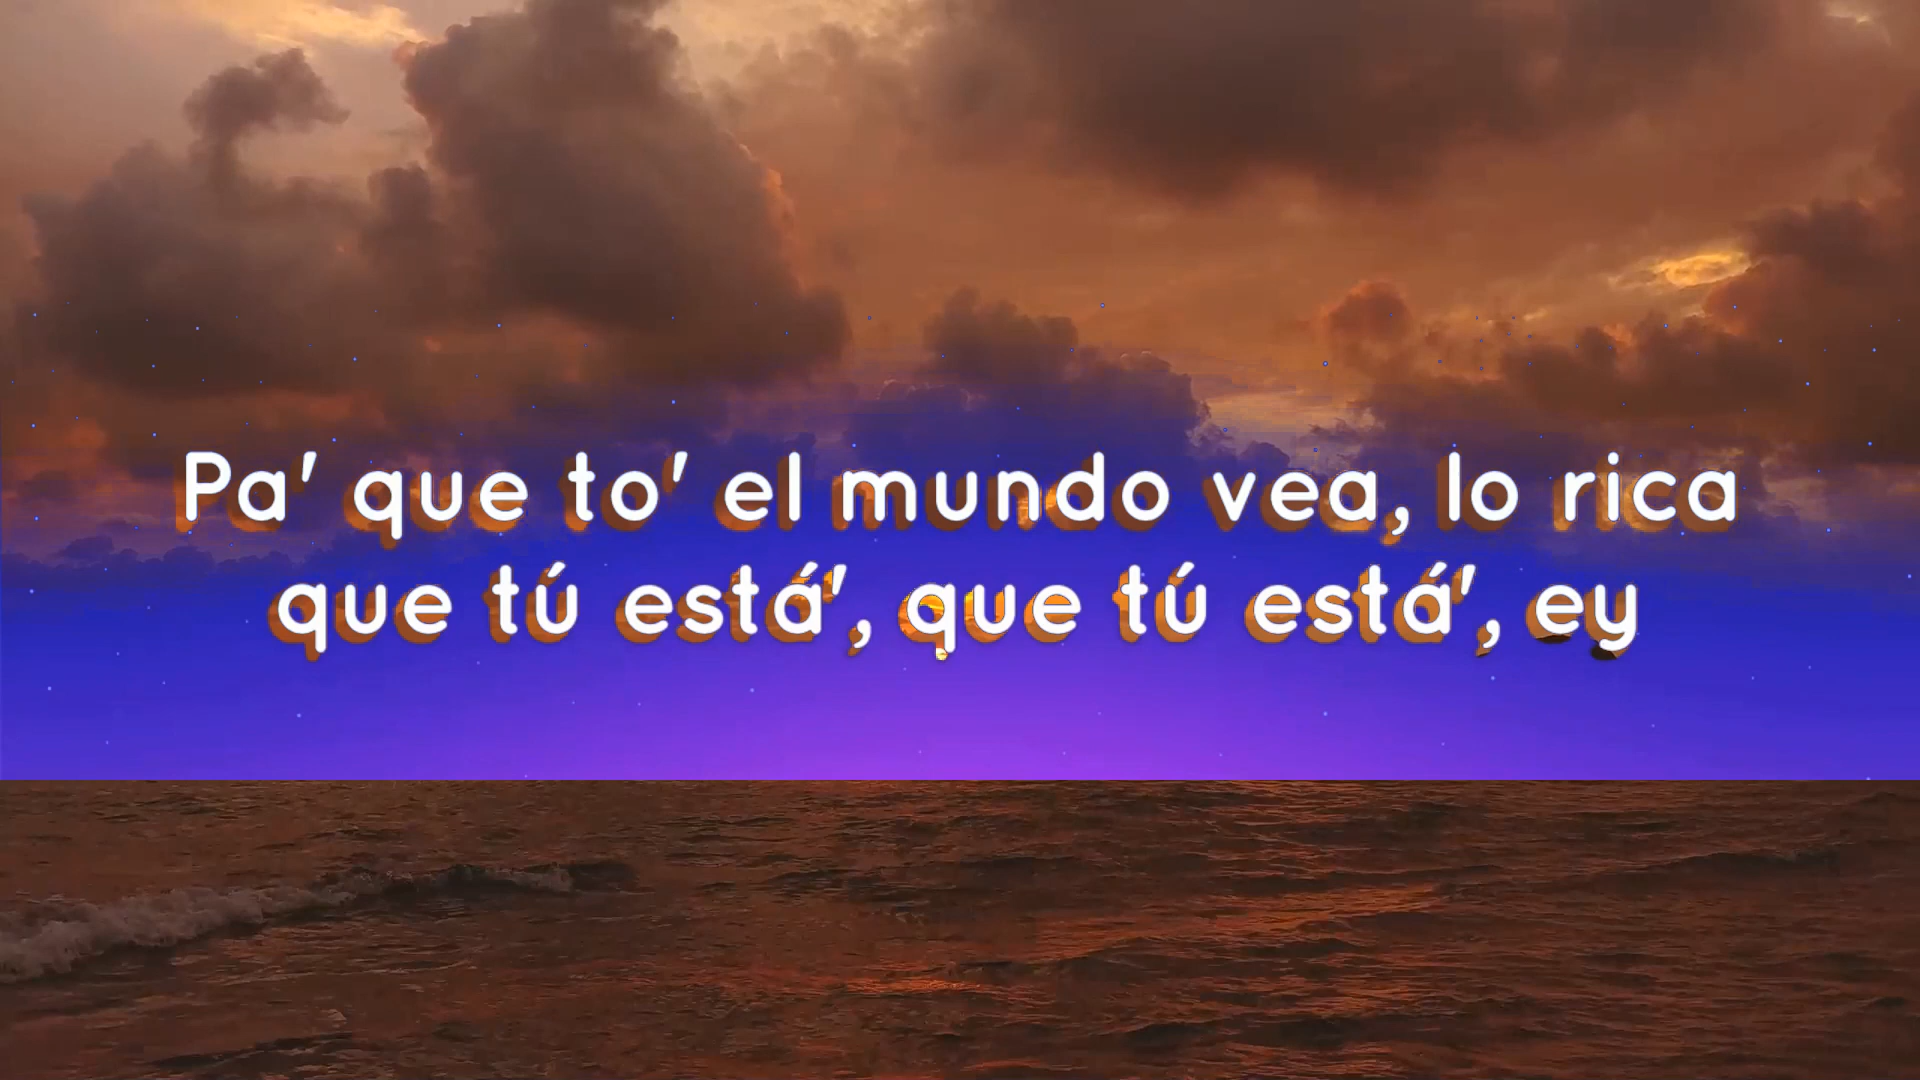 Pa' que to' el mundo vea, lo rica
que tú está', que tú está', ey